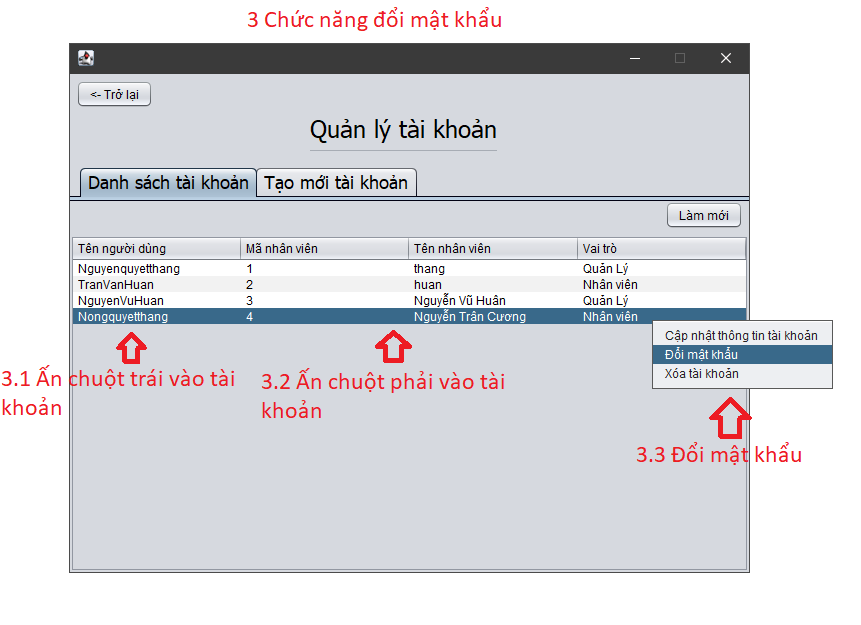 3 Chức năng đổi mật khẩu
<- Trở lại
Quản lý tài khoản
Danh sách tài khoản Tạo mới tài khoản
Làm mới
Tên người dùng Mã nhân viên Tên nhân viên Vai trò
Nguyenquyetthang 1 thang Quản Lý
TranVanHuan 2 huan Nhân viên
NguyenVuHuan 3 Nguyễn Vũ Huân Quản Lý
Nongquyetthang 4 Nguyễn Trân Cương Nhân viên
Cập nhật thông tin tài khoản
Đổi mật khẩu
Xóa tài khoản
3.1 Ấn chuột trái vào tài
khoản
3.2 Ấn chuột phải vào tài
khoản
3.3 Đổi mật khẩu